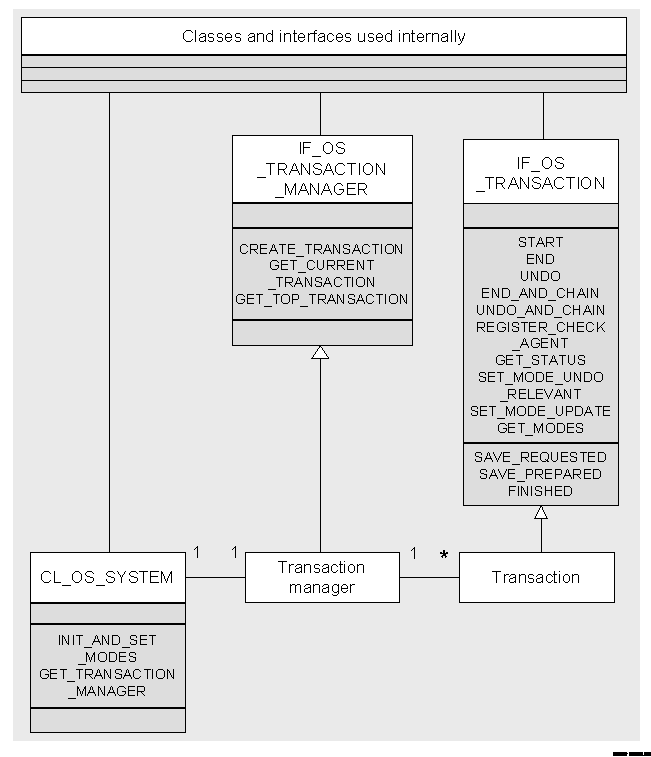 Classes and interfaces used internally
IF_OS
_TRANSACTION
_MANAGER
CREATE_TRANSACTION
GET_CURRENT
_TRANSACTION
GET_TOP_TRANSACTION
IF_OS
_TRANSACTION
START
END
UNDO
END_AND_CHAIN
UNDO_AND_CHAIN
REGISTER_CHECK
_AGENT
GET_STATUS
SET_MODE_UNDO
_RELEVANT
SET_MODE_UPDATE
GET_MODES
SAVE_REQUESTED
SAVE_PREPARED
FINISHED
CL_OS_SYSTEM
1 1
Transaction
manager
1 *
Transaction
INIT_AND_SET
_MODES
GET_TRANSACTION
_MANAGER